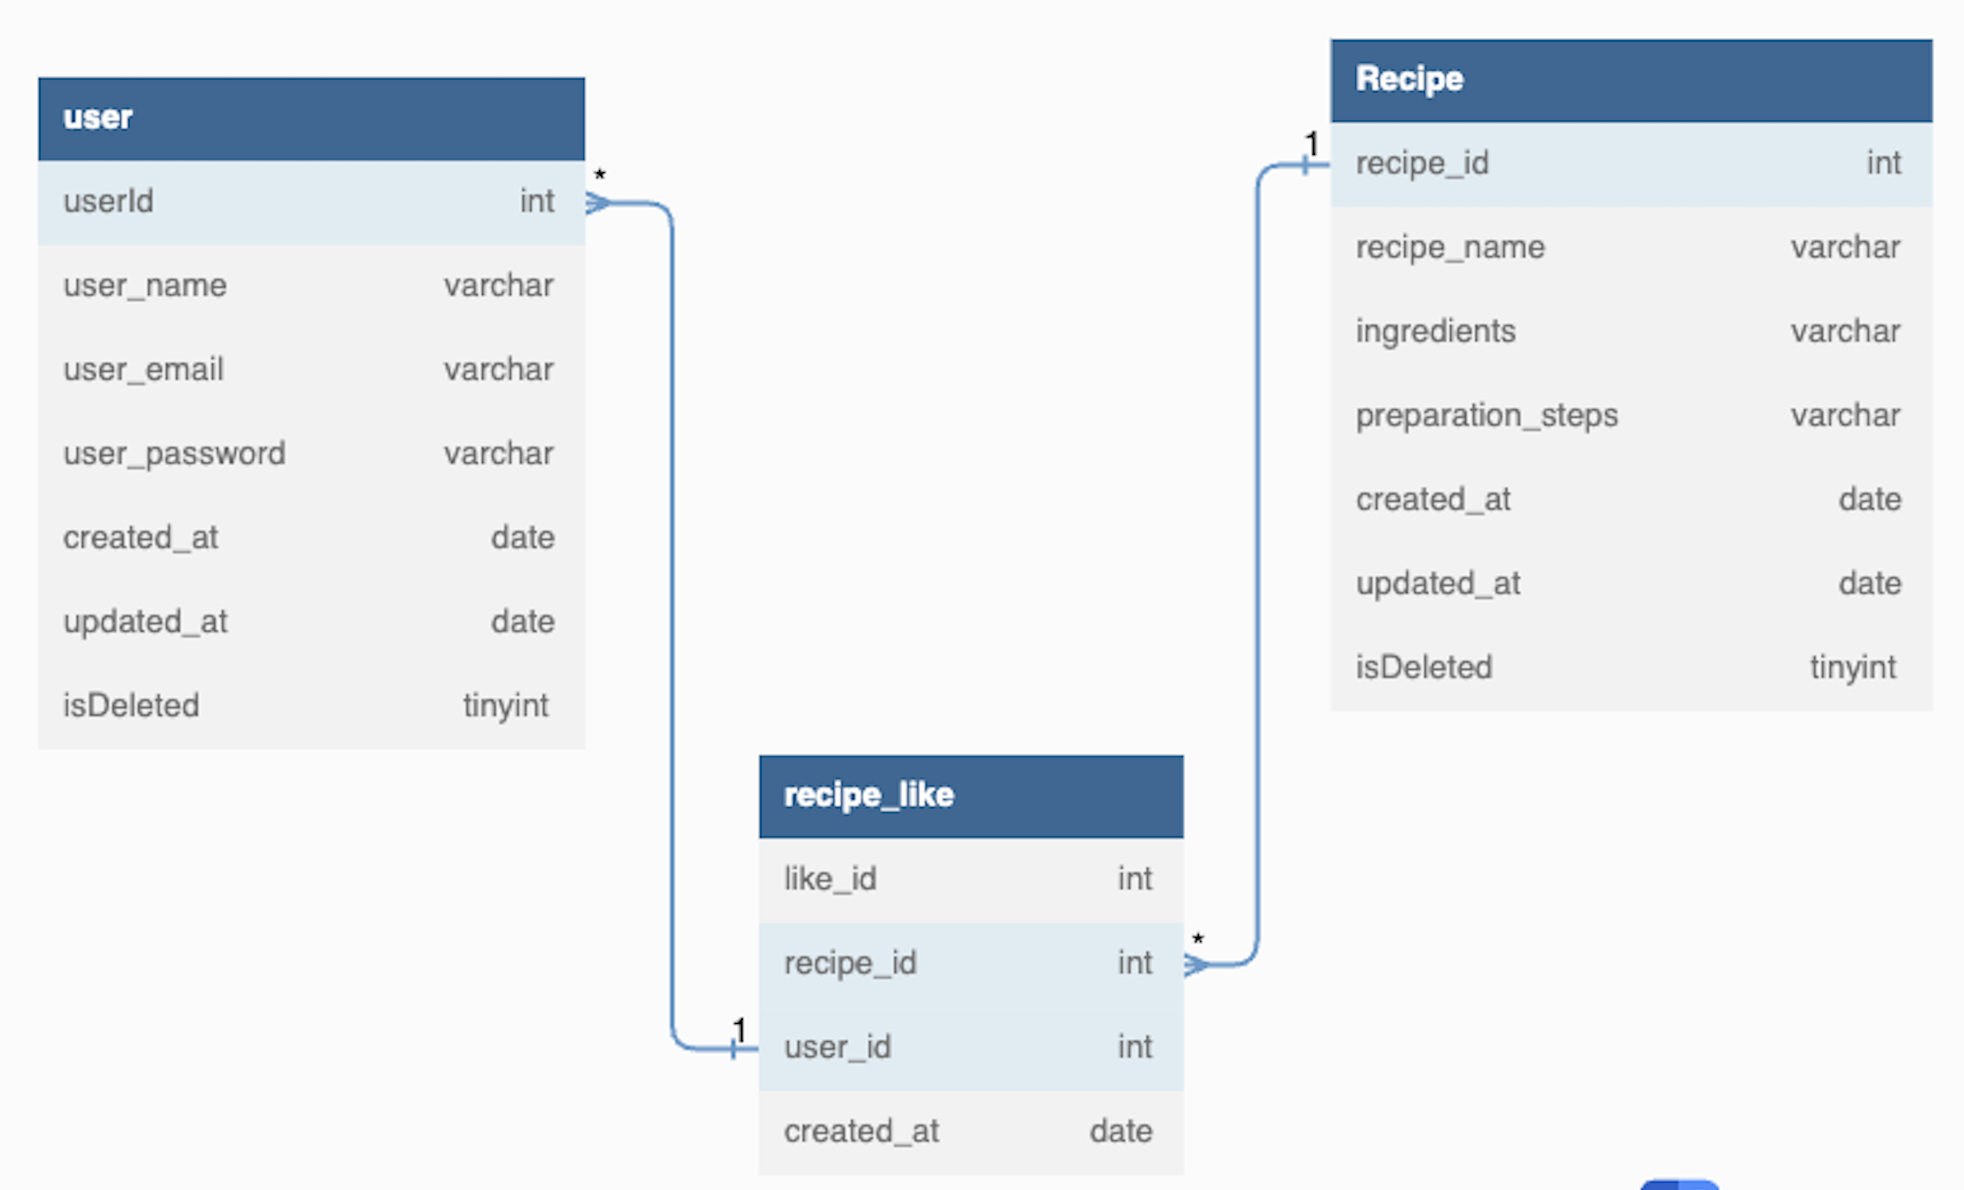 user
userId int
user_name varchar
user_email varchar
user_password varchar
created_at date
updated_at date
isDeleted tinyint
*
1
Recipe
recipe_id int
recipe_name varchar
ingredients varchar
preparation_steps varchar
created_at date
updated_at date
isDeleted tinyint
1
*
recipe_like
like_id int
recipe_id int
user_id int
created_at date